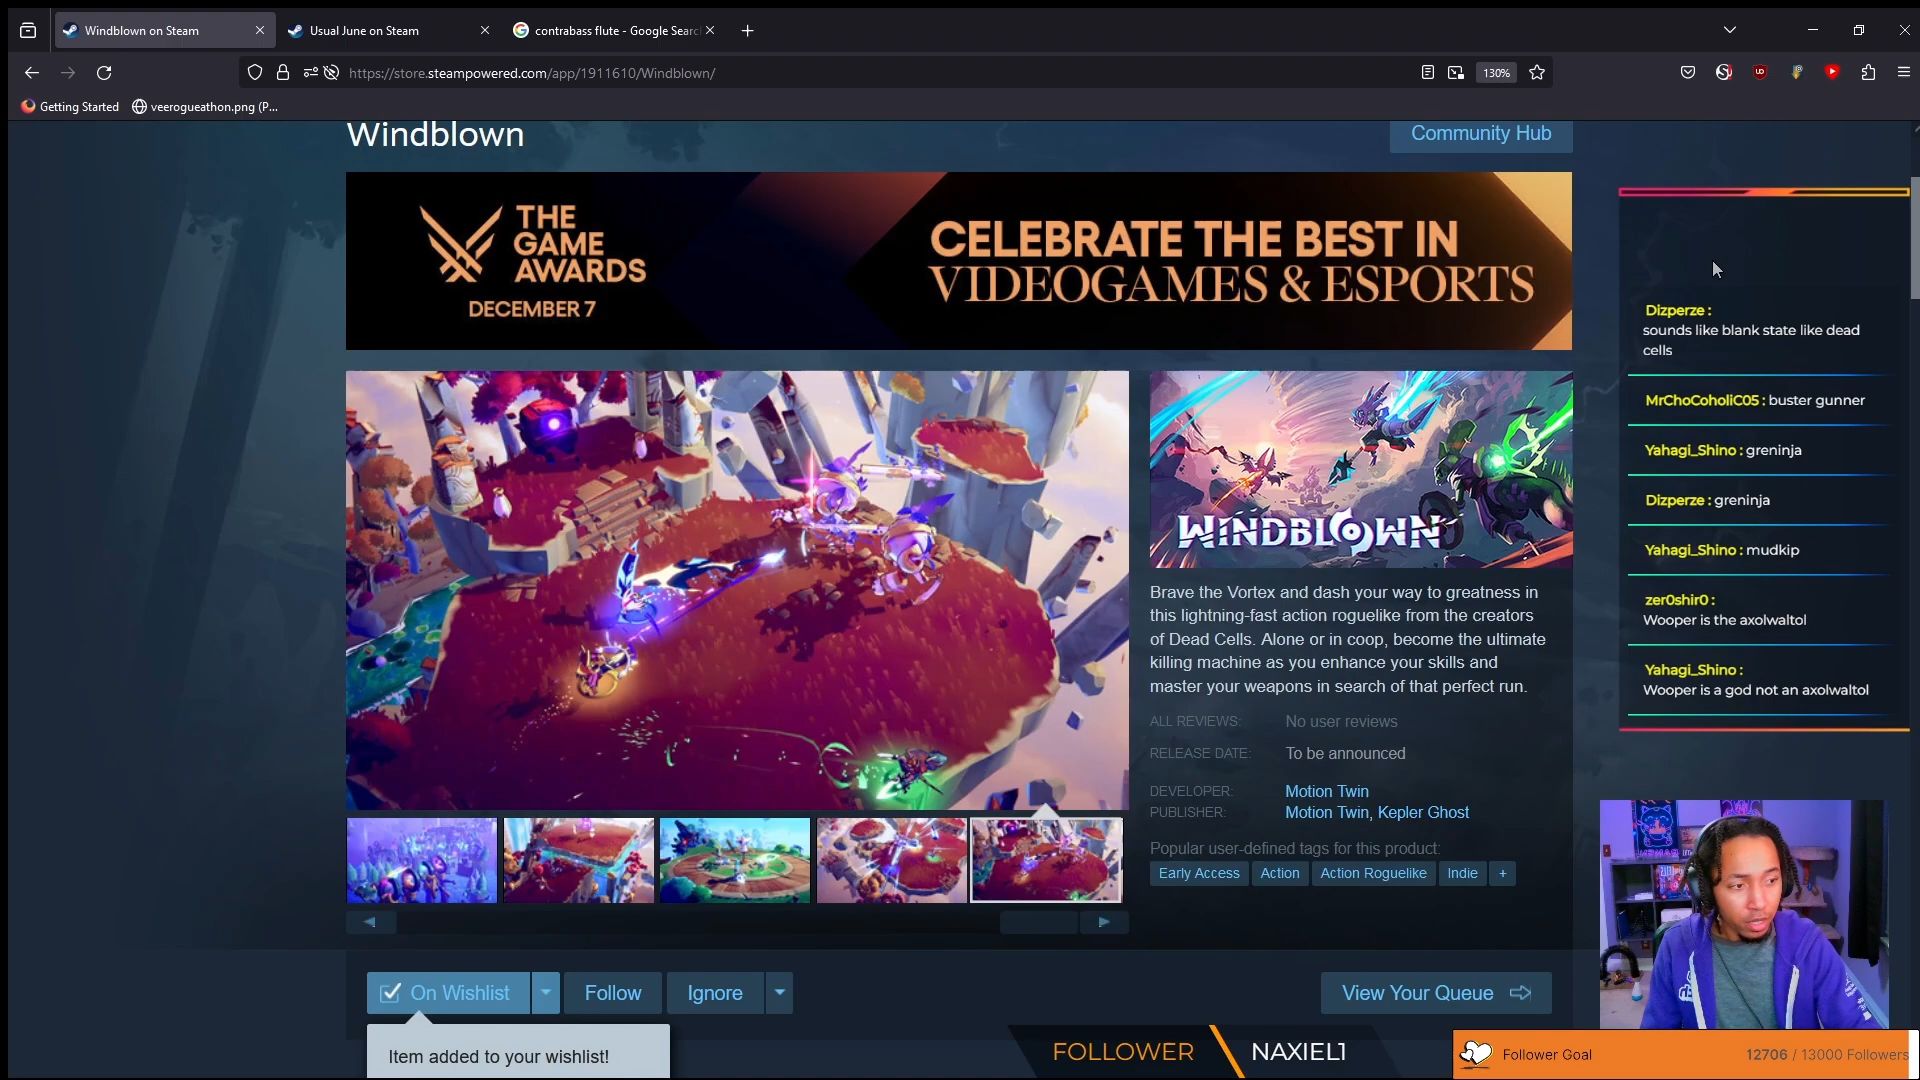 Windblown on Steam
Usual June on Steam
contrabass flute - Google Searc
https://store.steampowered.com/app/1911610/Windblown/
130%
Getting Started
veerogueathon.png (P...
Windblown
Community Hub
THE
GAME
AWARDS
DECEMBER 7
CELEBRATE THE BEST IN
VIDEOGAMES & ESPORTS
WINDBLOWN
Brave the Vortex and dash your way to greatness in
this lightning-fast action roguelike from the creators
of Dead Cells. Alone or in coop, become the ultimate
killing machine as you enhance your skills and
master your weapons in search of that perfect run.
ALL REVIEWS: No user reviews
RELEASE DATE: To be announced
DEVELOPER: Motion Twin
PUBLISHER: Motion Twin, Kepler Ghost
Popular user-defined tags for this product:
Early Access Action Action Roguelike Indie +
On Wishlist
Follow
Ignore
View Your Queue
Item added to your wishlist!
Dizperze :
sounds like blank state like dead
cells
MrChoCoholiC05 : buster gunner
Yahagi_Shino : greninja
Dizperze : greninja
Yahagi_Shino : mudkip
zer0shir0 :
Wooper is the axolwaltol
Yahagi_Shino :
Wooper is a god not an axolwaltol
FOLLOWER NAXIEL1
Follower Goal 12706 / 13000 Followers